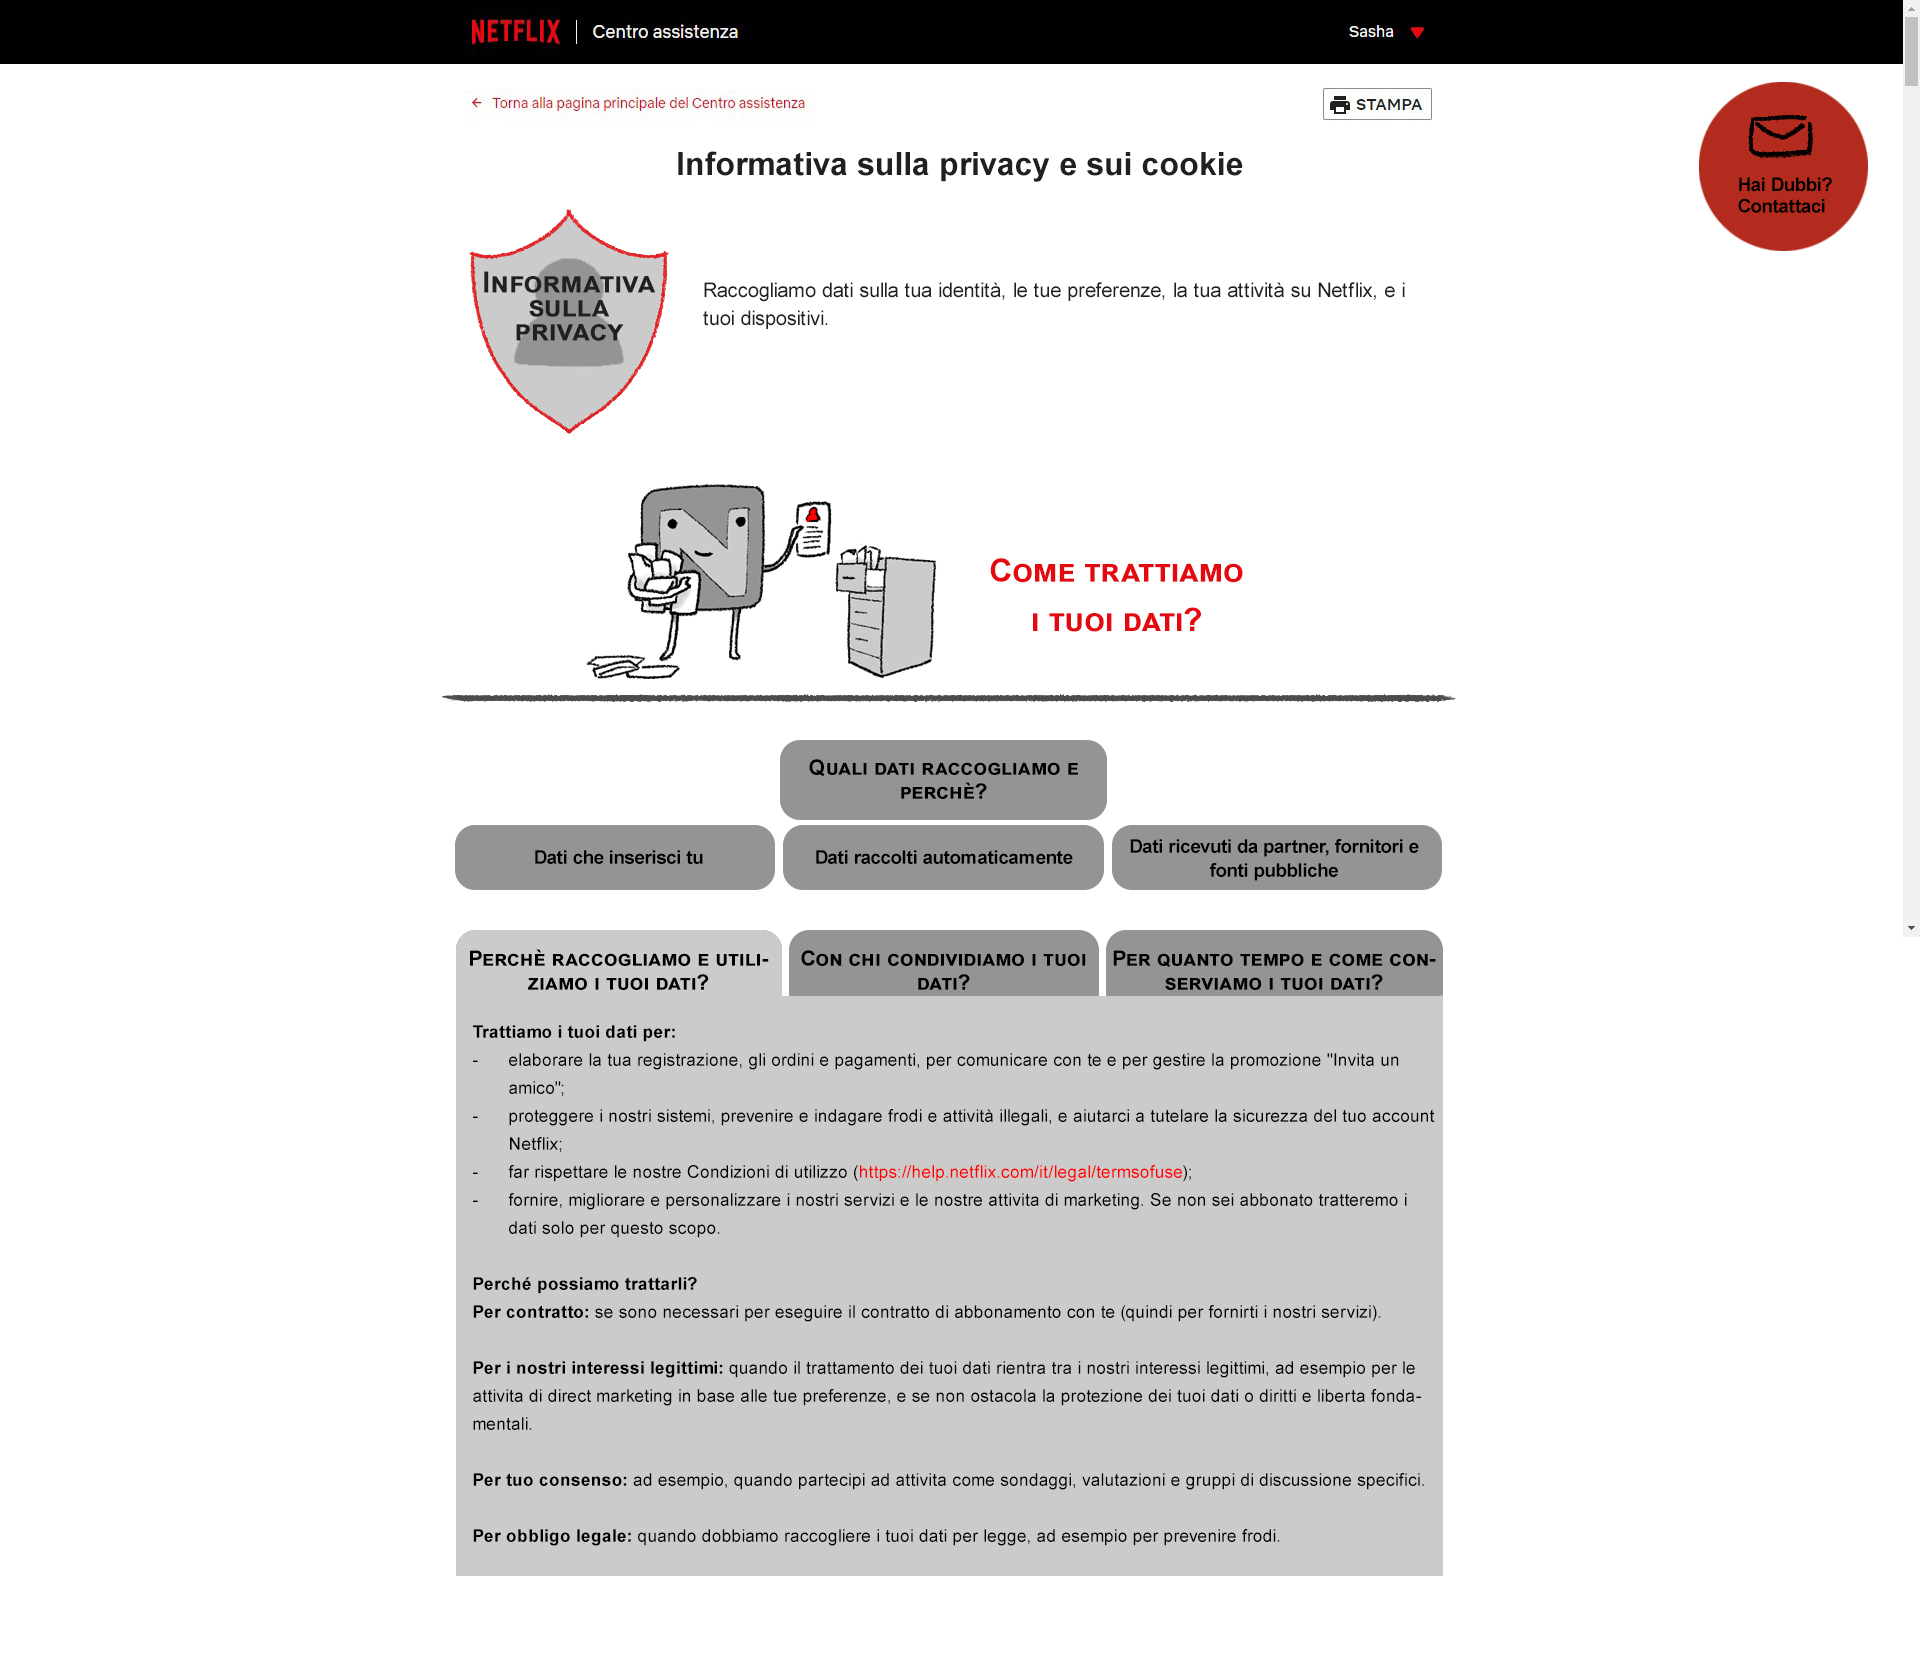 NETFLIX | Centro assistenza
Sasha
← Torna alla pagina principale del Centro assistenza
STAMPA
Informativa sulla privacy e sui cookie
Hai Dubbi?
Contattaci
INFORMATIVA
SULLA
PRIVACY
Raccogliamo dati sulla tua identità, le tue preferenze, la tua attività su Netflix, e i
tuoi dispositivi.
N
COME TRATTIAMO
I TUOI DATI?
QUALI DATI RACCOGLIAMO E
PERCHÈ?
Dati che inserisci tu
Dati raccolti automaticamente
Dati ricevuti da partner, fornitori e
fonti pubbliche
PERCHÈ RACCOGLIAMO E UTILI-
ZIAMO I TUOI DATI?
CON CHI CONDIVIDIAMO I TUOI
DATI?
PER QUANTO TEMPO E COME CON-
SERVIAMO I TUOI DATI?
Trattiamo i tuoi dati per:
- elaborare la tua registrazione, gli ordini e pagamenti, per comunicare con te e per gestire la promozione "Invita un
amico";
- proteggere i nostri sistemi, prevenire e indagare frodi e attività illegali, e aiutarci a tutelare la sicurezza del tuo account
Netflix;
- far rispettare le nostre Condizioni di utilizzo (https://help.netflix.com/it/legal/termsofuse);
- fornire, migliorare e personalizzare i nostri servizi e le nostre attivita di marketing. Se non sei abbonato tratteremo i
dati solo per questo scopo.
Perché possiamo trattarli?
Per contratto: se sono necessari per eseguire il contratto di abbonamento con te (quindi per fornirti i nostri servizi).
Per i nostri interessi legittimi: quando il trattamento dei tuoi dati rientra tra i nostri interessi legittimi, ad esempio per le
attivita di direct marketing in base alle tue preferenze, e se non ostacola la protezione dei tuoi dati o diritti e liberta fonda-
mentali.
Per tuo consenso: ad esempio, quando partecipi ad attivita come sondaggi, valutazioni e gruppi di discussione specifici.
Per obbligo legale: quando dobbiamo raccogliere i tuoi dati per legge, ad esempio per prevenire frodi.